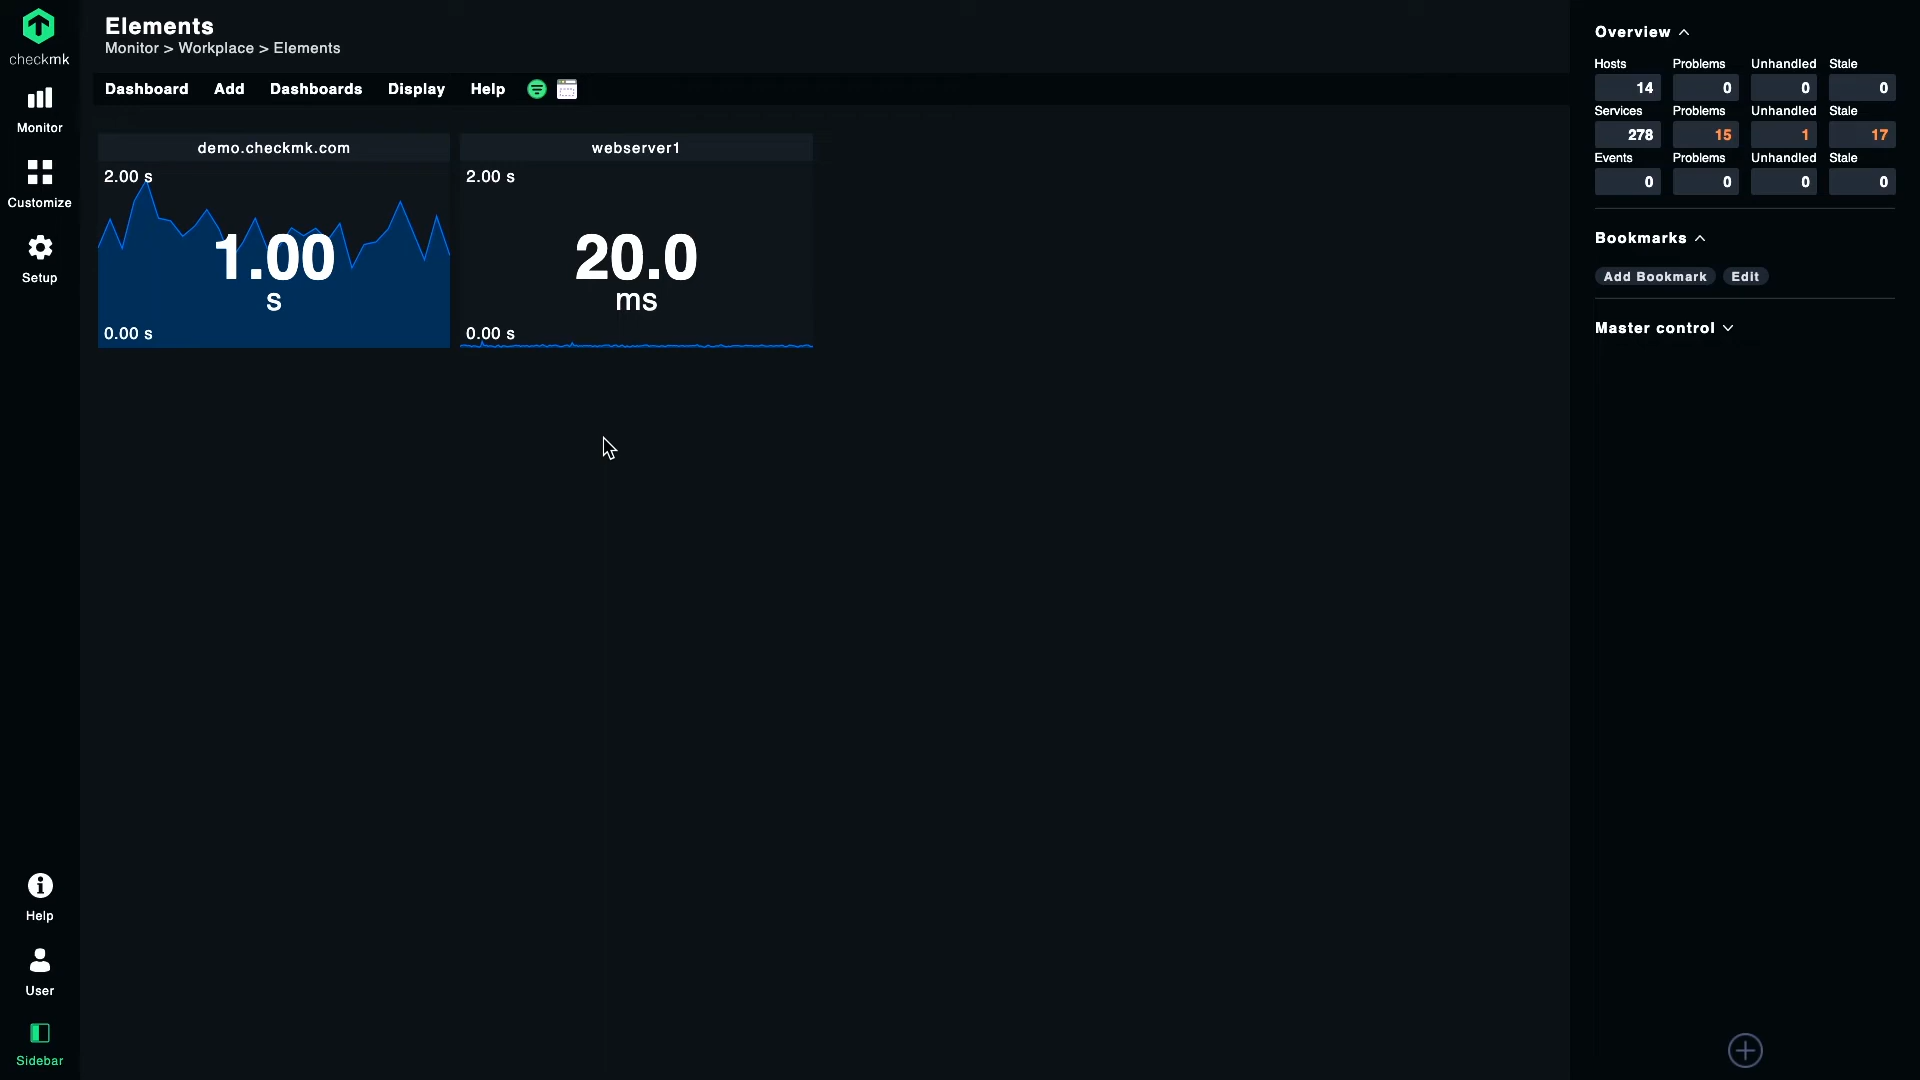 checkmk
Monitor
Customize
Setup
Help
User
Sidebar
Elements
Monitor > Workplace > Elements
Dashboard Add Dashboards Display Help
demo.checkmk.com
2.00 s
1.00
s
0.00 s
webserver1
2.00 s
20.0
ms
0.00 s
Overview
Hosts Problems Unhandled Stale
14 0 0 0
Services Problems Unhandled Stale
278 15 1 17
Events Problems Unhandled Stale
0 0 0 0
Bookmarks
Add Bookmark Edit
Master control